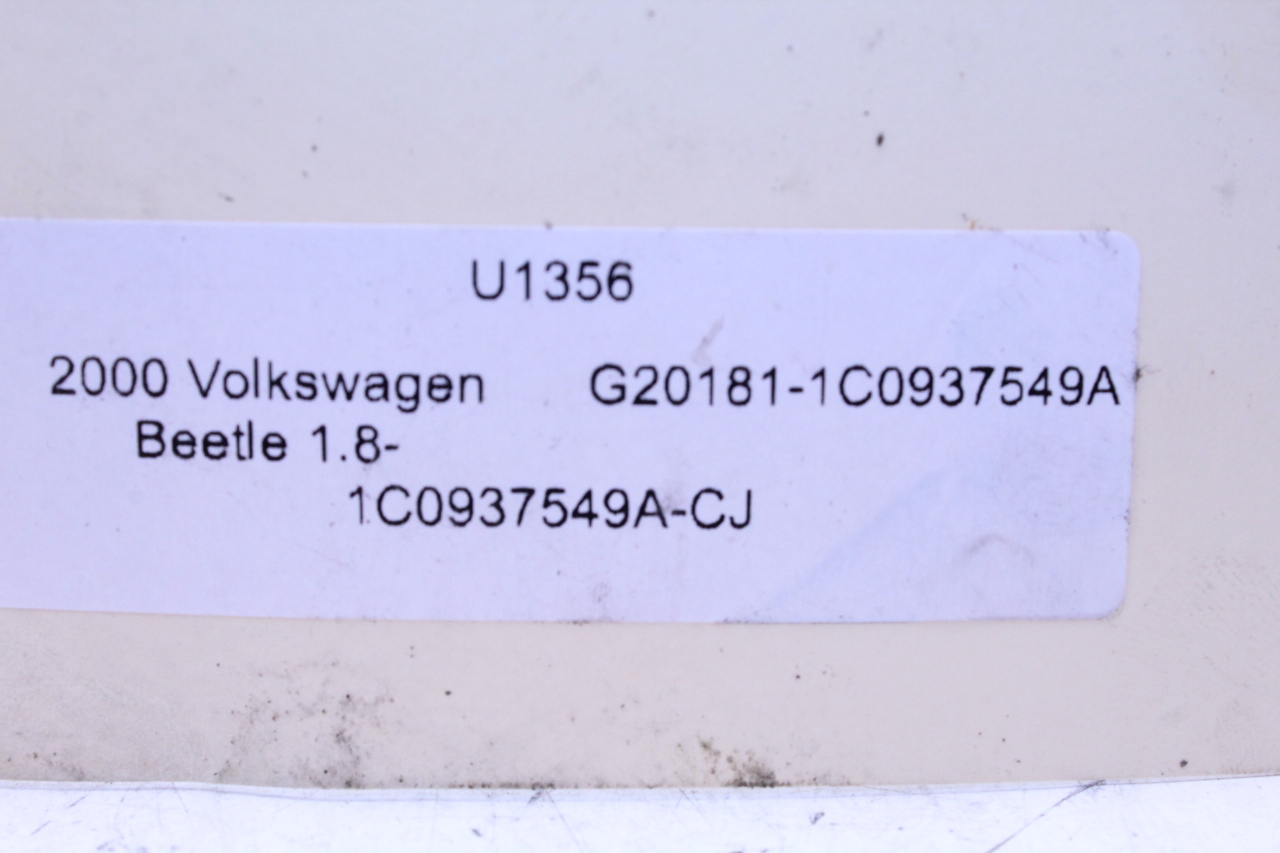 U1356
2000 Volkswagen G20181-1C0937549A
Beetle 1.8-
1C0937549A-CJ